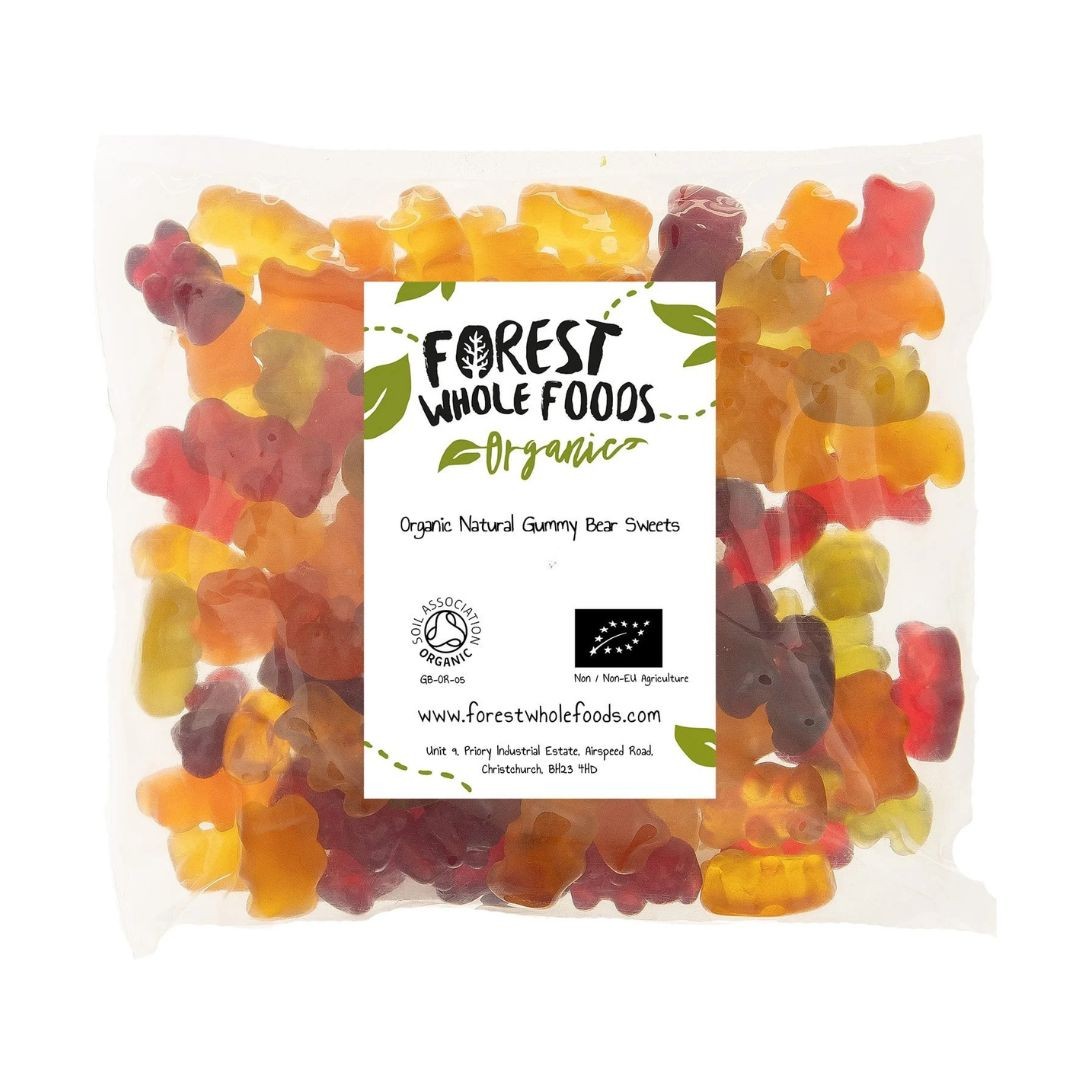 FOREST
WHOLE FOODS
Organic
Organic Natural Gummy Bear Sweets
SOIL ASSOCIATION
ORGANIC
GB-OR-05
Non / Non-EU Agriculture
www.forestwholefoods.com
Unit 9, Priory Industrial Estate, Airspeed Road,
Christchurch, BH23 4HD